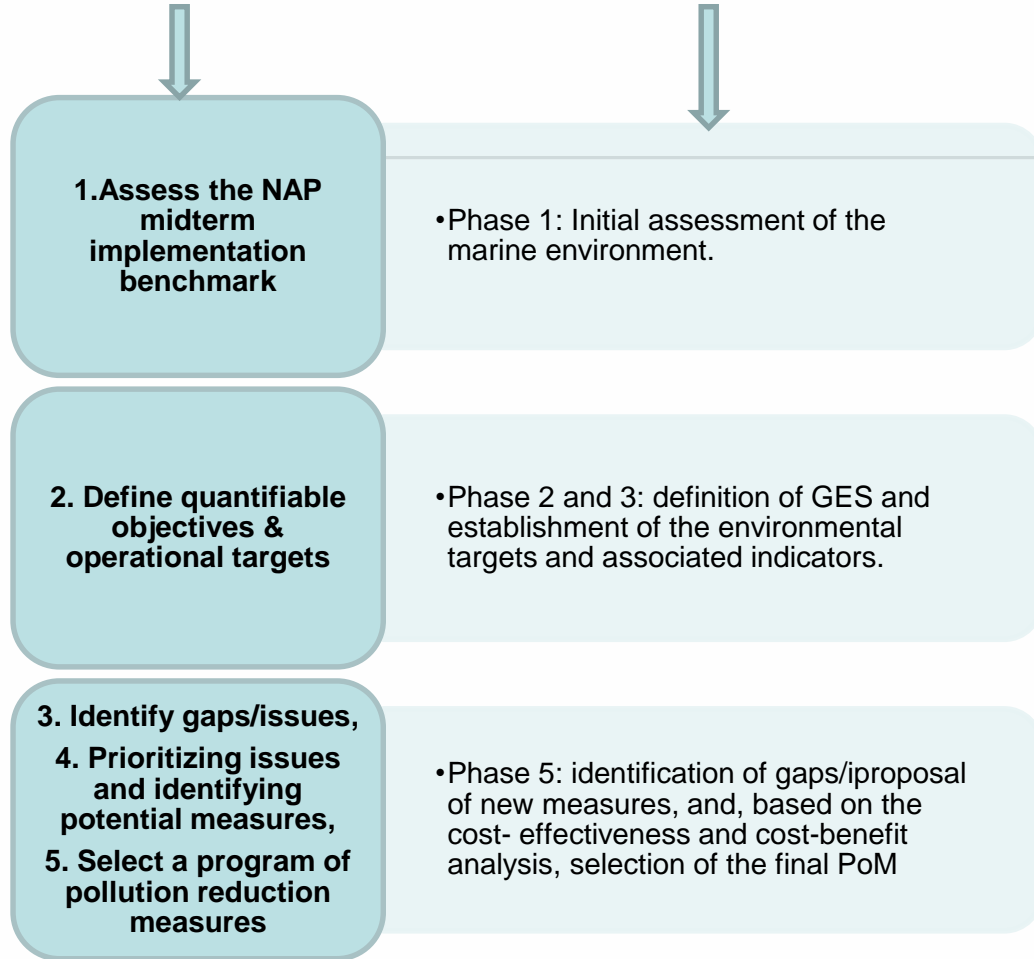 1.Assess the NAP
midterm
implementation
benchmark
•Phase 1: Initial assessment of the
marine environment.
2. Define quantifiable
objectives &
operational targets
•Phase 2 and 3: definition of GES and
establishment of the environmental
targets and associated indicators.
3. Identify gaps/issues,
4. Prioritizing issues
and identifying
potential measures,
5. Select a program of
pollution reduction
measures
•Phase 5: identification of gaps/iproposal
of new measures, and, based on the
cost- effectiveness and cost-benefit
analysis, selection of the final PoM